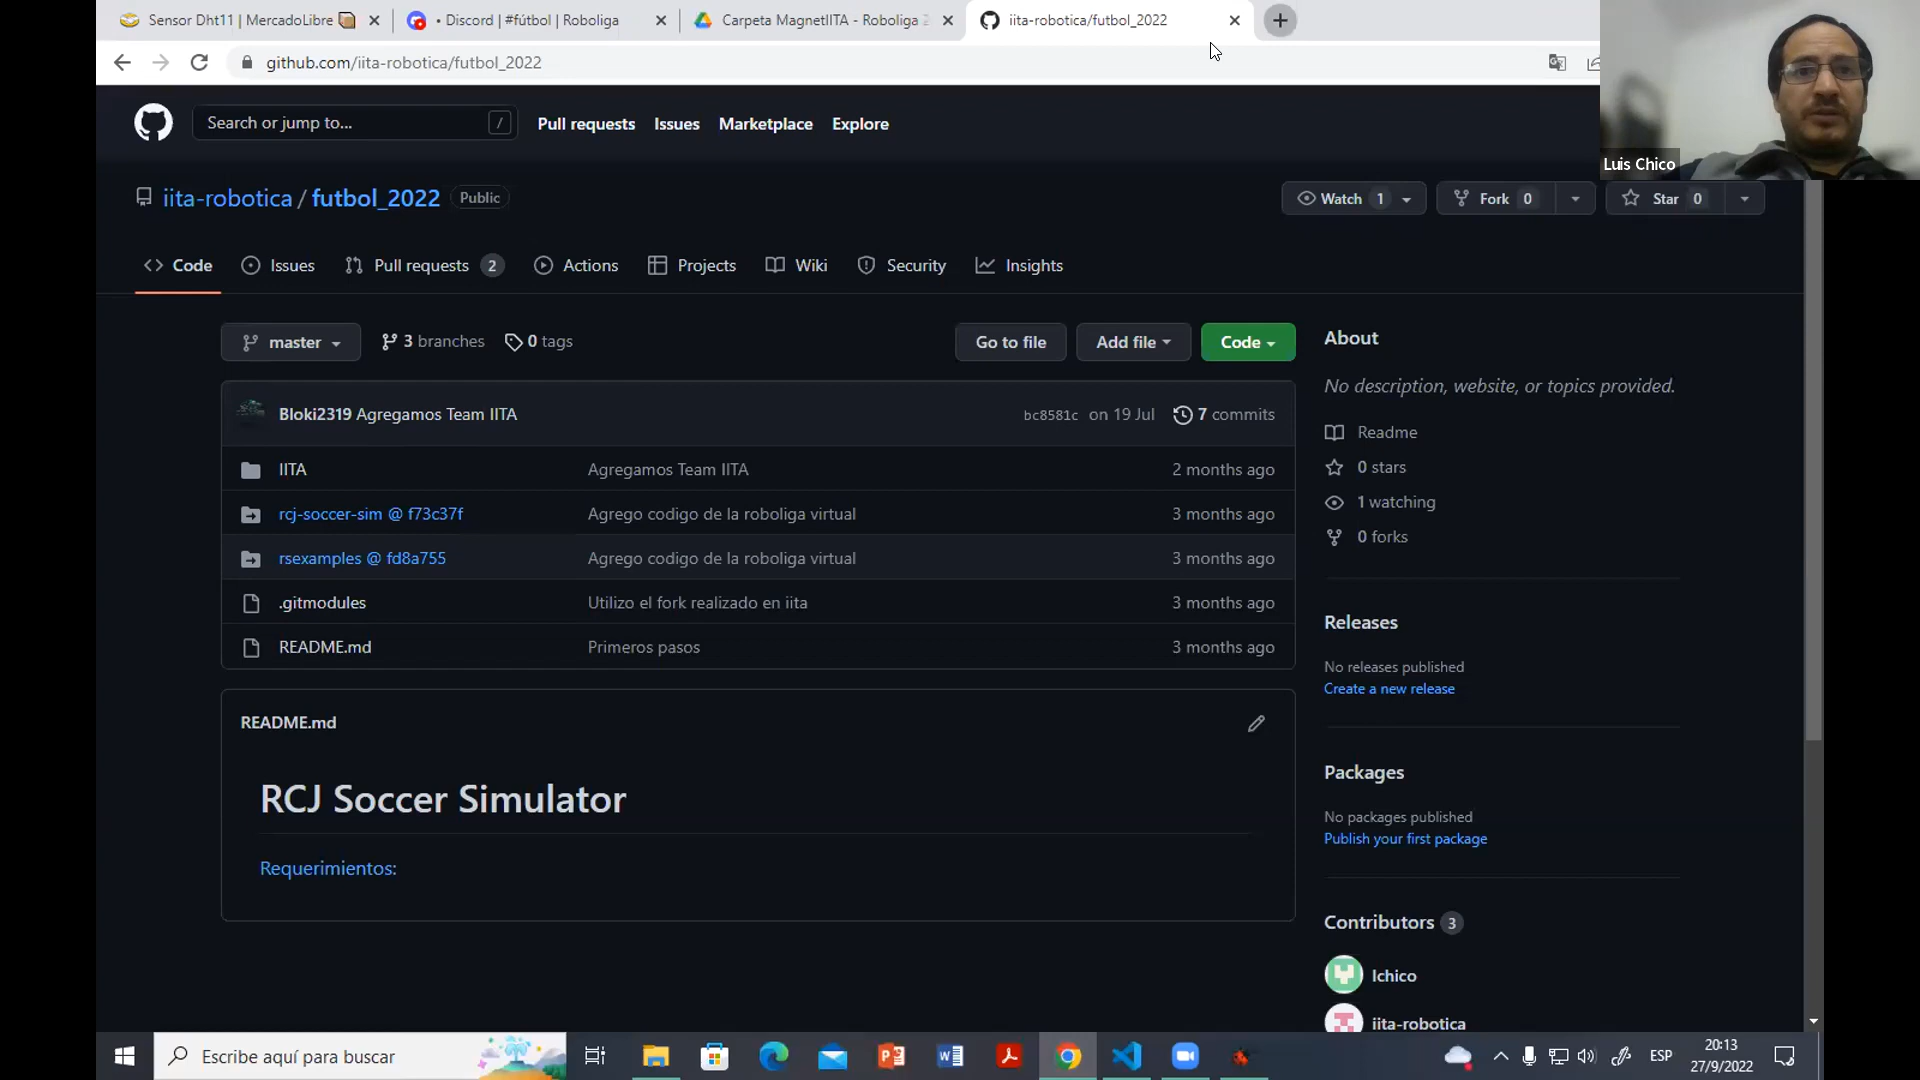 Sensor Dht11 | MercadoLibre
• Discord | #fútbol | Roboliga
Carpeta MagnetIITA - Roboliga 2
iita-robotica/futbol_2022
github.com/iita-robotica/futbol_2022
Search or jump to... /
Pull requests Issues Marketplace Explore
Luis Chico
iita-robotica / futbol_2022 Public
Watch 1 Fork 0 Star 0
Code Issues Pull requests 2 Actions Projects Wiki Security Insights
master 3 branches 0 tags Go to file Add file Code
Bloki2319 Agregamos Team IITA bc8581c on 19 Jul 7 commits
IITA Agregamos Team IITA 2 months ago
rcj-soccer-sim @ f73c37f Agrego codigo de la roboliga virtual 3 months ago
rsexamples @ fd8a755 Agrego codigo de la roboliga virtual 3 months ago
.gitmodules Utilizo el fork realizado en iita 3 months ago
README.md Primeros pasos 3 months ago
README.md
RCJ Soccer Simulator
Requerimientos:
About
No description, website, or topics provided.
Readme
0 stars
1 watching
0 forks
Releases
No releases published
Create a new release
Packages
No packages published
Publish your first package
Contributors 3
lchico
iita-robotica
Escribe aquí para buscar
ESP
20:13
27/9/2022